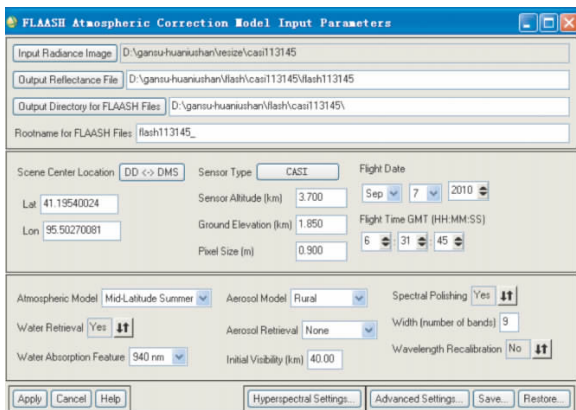 FLAASH Atmospheric Correction Model Input Parameters
Input Radiance Image D:\gansu-huaniushan\resize\casi113145
Output Reflectance File D:\gansu-huaniushan\flash\casi113145\flash113145
Output Directory for FLAASH Files D:\gansu-huaniushan\flash\casi113145\
Rootname for FLAASH Files flash113145_
Scene Center Location DD <-> DMS
Lat 41.19540024
Lon 95.50270081
Sensor Type CASI
Sensor Altitude (km) 3.700
Ground Elevation (km) 1.850
Pixel Size (m) 0.900
Flight Date
Sep 7 2010
Flight Time GMT (HH:MM:SS)
6 : 31 : 45
Atmospheric Model Mid-Latitude Summer
Water Retrieval Yes
Water Absorption Feature 940 nm
Aerosol Model Rural
Aerosol Retrieval None
Initial Visibility (km) 40.00
Spectral Polishing Yes
Width (number of bands) 9
Wavelength Recalibration No
Apply Cancel Help Hyperspectral Settings... Advanced Settings... Save... Restore...